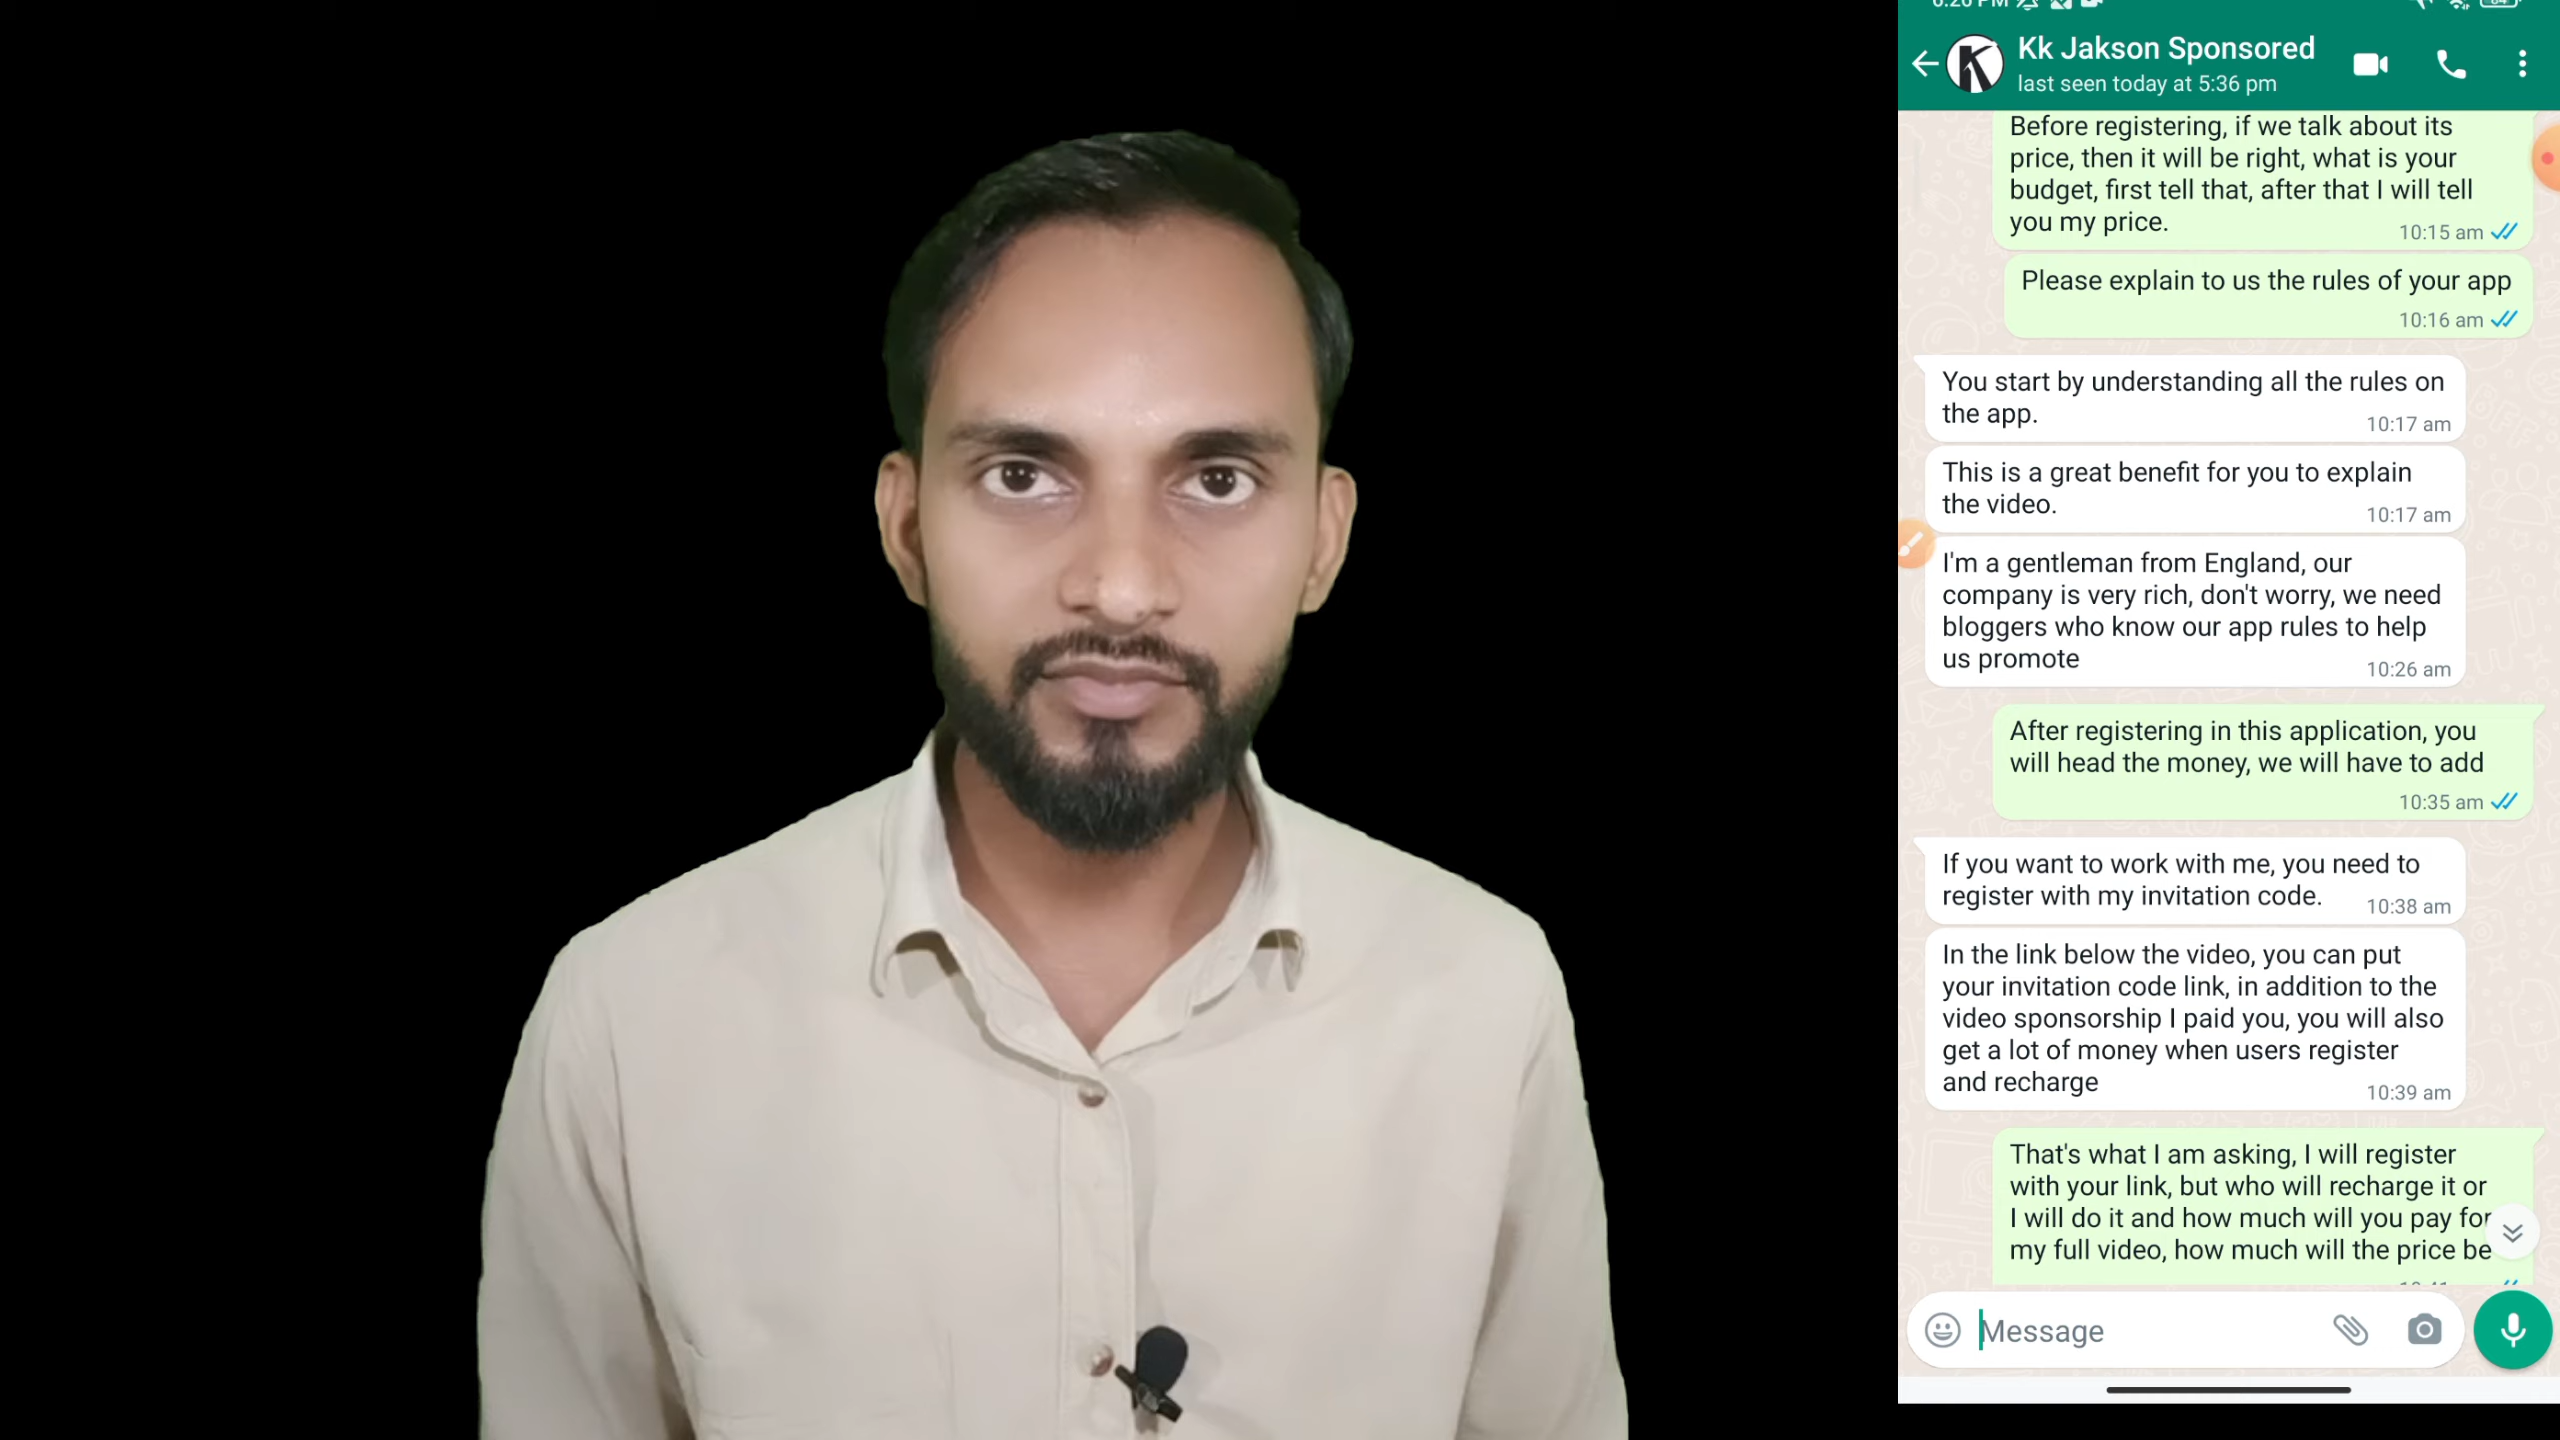 6:26 PM
Kk Jakson Sponsored
last seen today at 5:36 pm
Before registering, if we talk about its
price, then it will be right, what is your
budget, first tell that, after that I will tell
you my price.
10:15 am
Please explain to us the rules of your app
10:16 am
You start by understanding all the rules on
the app.
10:17 am
This is a great benefit for you to explain
the video.
10:17 am
I'm a gentleman from England, our
company is very rich, don't worry, we need
bloggers who know our app rules to help
us promote
10:26 am
After registering in this application, you
will head the money, we will have to add
10:35 am
If you want to work with me, you need to
register with my invitation code.
10:38 am
In the link below the video, you can put
your invitation code link, in addition to the
video sponsorship I paid you, you will also
get a lot of money when users register
and recharge
10:39 am
That's what I am asking, I will register
with your link, but who will recharge it or
I will do it and how much will you pay for
my full video, how much will the price be
Message